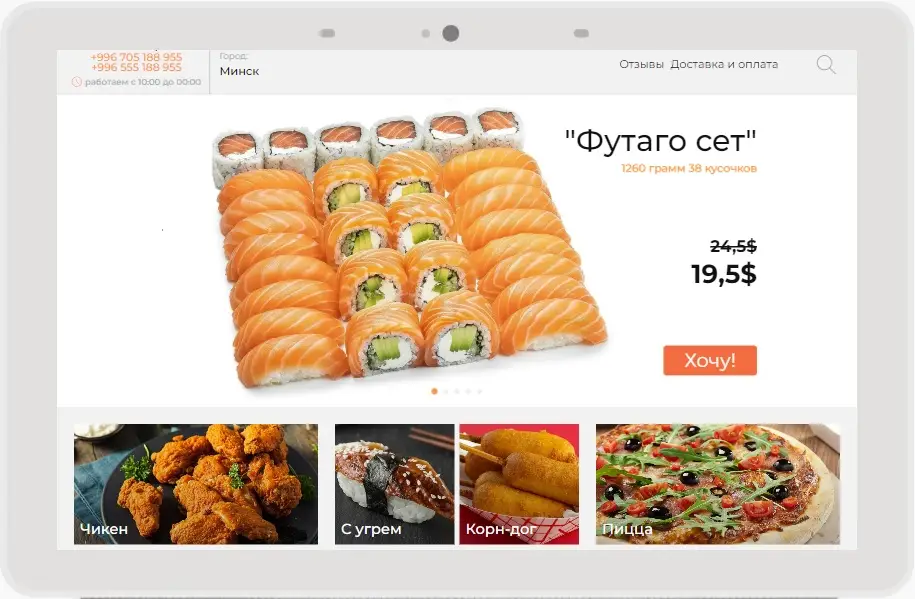 +996 705 188 955
+996 555 188 955
работаем с 10:00 до 00:00
Город:
Минск
Отзывы Доставка и оплата
"Футаго сет"
1260 грамм 38 кусочков
24,5$
19,5$
Хочу!
Чикен
С угрем
Корн-дог
Пицца